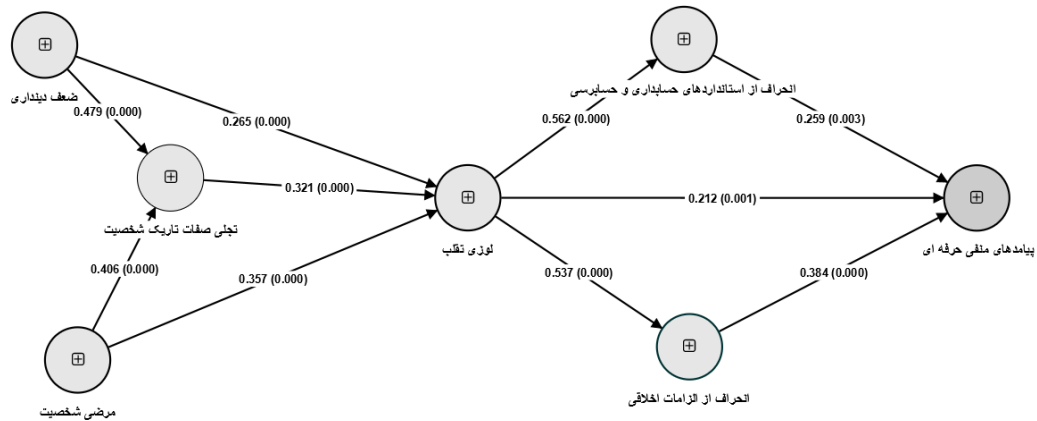 ضعف دینداری
انحراف از استانداردهای حسابداری و حسابرسی
0.479 (0.000)
0.265 (0.000)
0.562 (0.000)
0.259 (0.003)
0.321 (0.000)
0.212 (0.001)
تجلی صفات تاریک شخصیت
لوزی تقلب
پیامدهای منفی حرفه ای
0.406 (0.000)
0.357 (0.000)
0.537 (0.000)
0.384 (0.000)
مرضی شخصیت
انحراف از الزامات اخلاقی